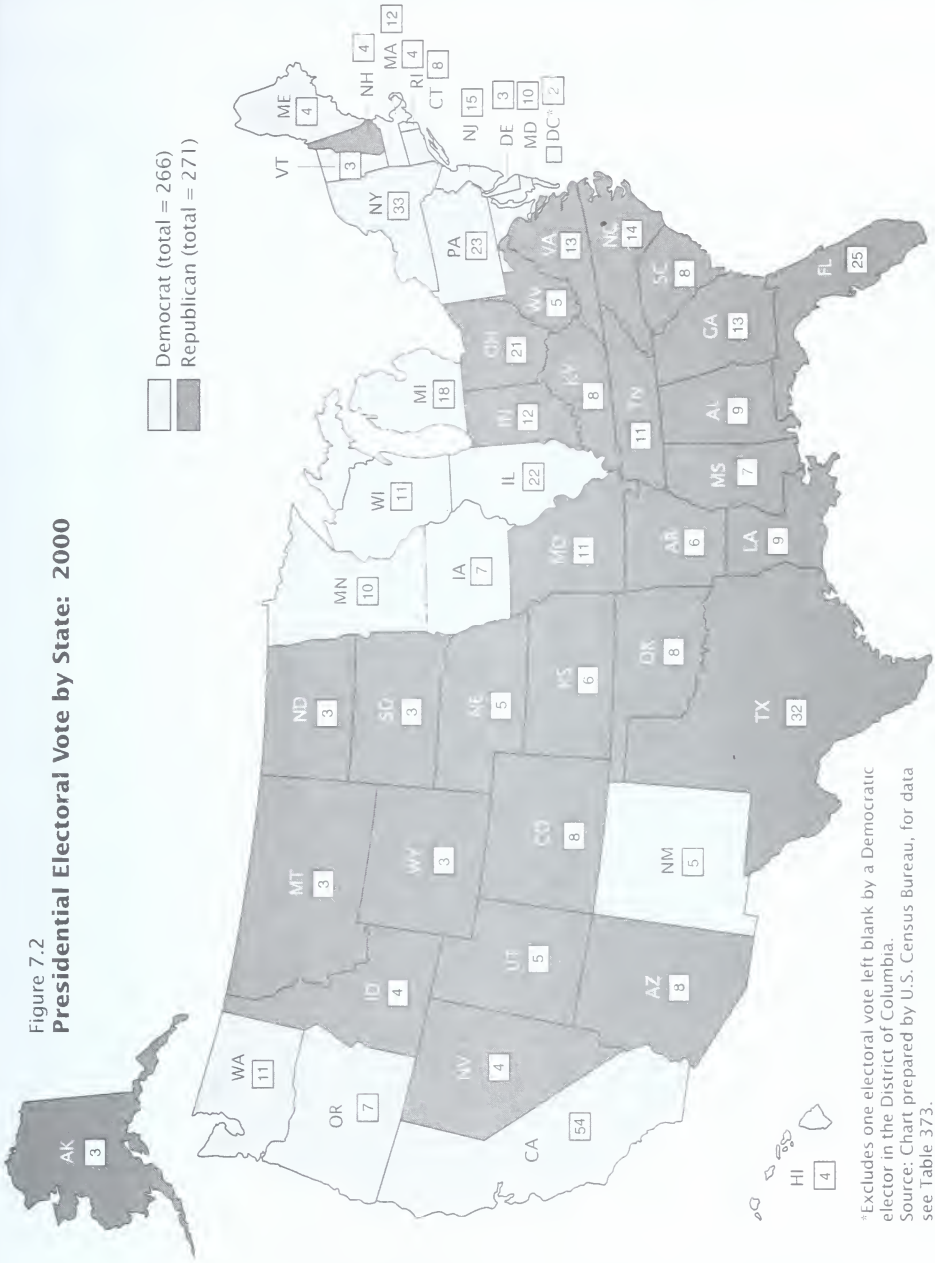 Figure 7.2
Presidential Electoral Vote by State: 2000
Democrat (total = 266)
Republican (total = 271)
AK
3
WA
11
OR
7
CA
54
HI
4
NV
4
ID
4
MT
3
WY
3
UT
5
AZ
8
CO
8
NM
5
ND
3
SD
3
NE
5
KS
6
OK
8
TX
32
MN
10
IA
7
MO
11
AR
6
LA
9
WI
11
IL
22
MI
18
IN
12
OH
21
KY
8
TN
11
MS
7
AL
9
GA
13
FL
25
SC
8
NC
14
VA
13
WV
5
PA
23
NY
33
VT
3
ME
4
NH 4
MA 12
RI 4
CT 8
NJ 15
DE 3
MD 10
DC* 2
*Excludes one electoral vote left blank by a Democratic
elector in the District of Columbia.
Source: Chart prepared by U.S. Census Bureau, for data
see Table 373.